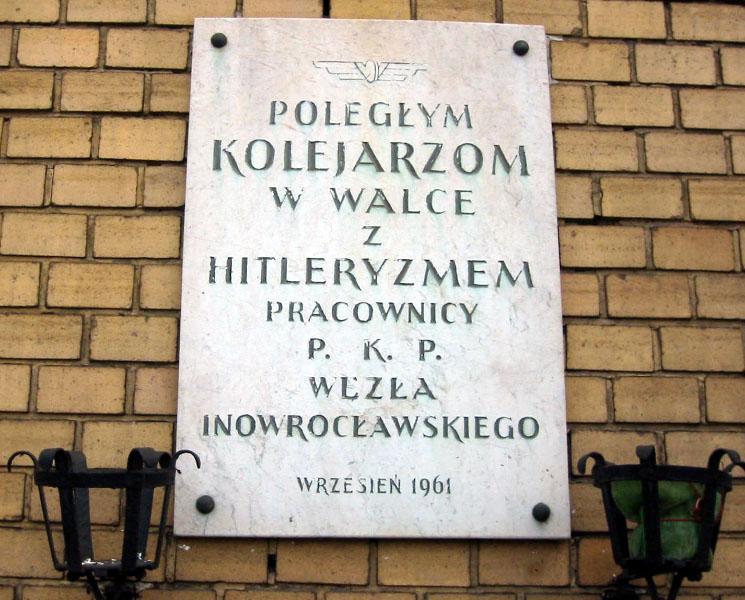 POLEGŁYM
KOLEJARZOM
W WALCE
Z
HITLERYZMEM
PRACOWNICY
P. K. P.
WĘZŁA
INOWROCŁAWSKIEGO
WRZESIEŃ 1961